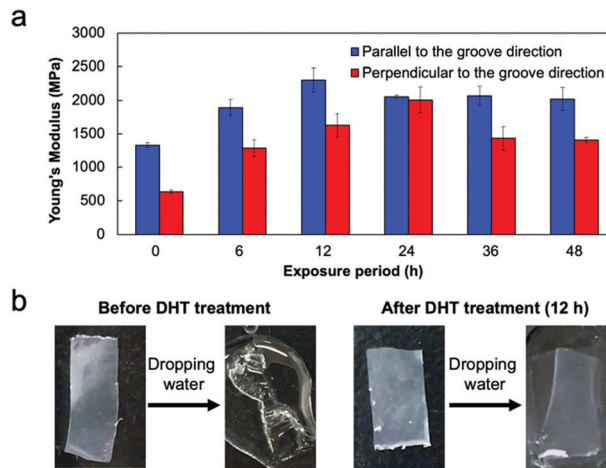 a
3000
2500
2000
1500
1000
500
0
Young's Modulus (MPa)
Parallel to the groove direction
Perpendicular to the groove direction
0 6 12 24 36 48
Exposure period (h)
b
Before DHT treatment
After DHT treatment (12 h)
Dropping
water
Dropping
water